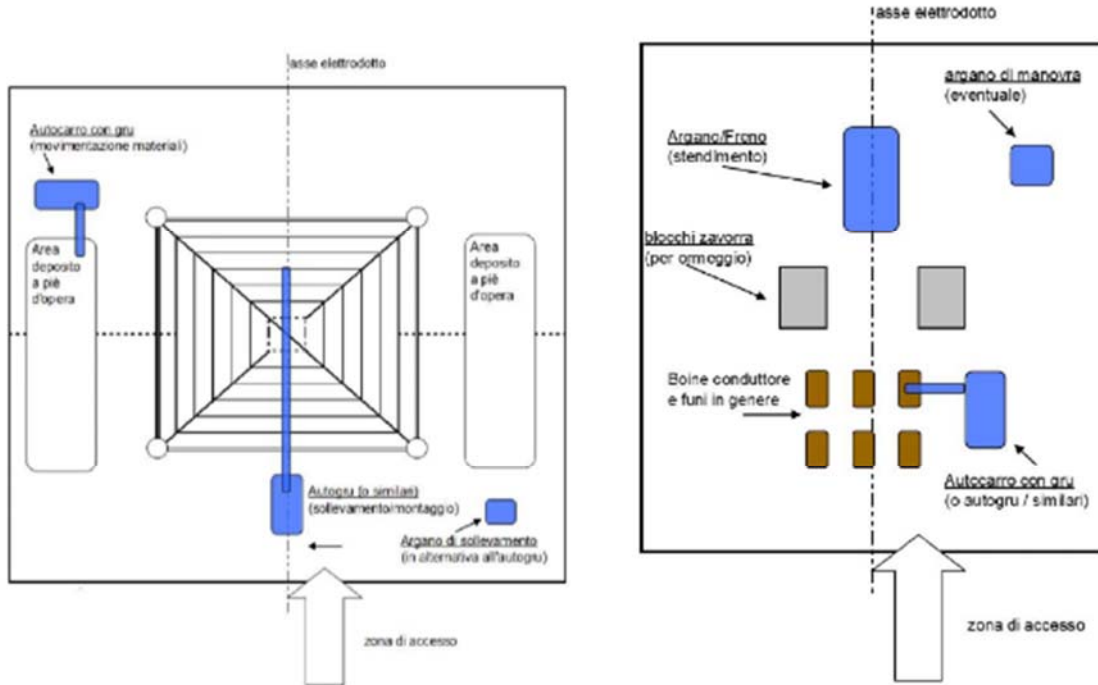 asse elettrodotto
Autocarro con gru
(movimentazione materiali)
Area
deposito
a piè
d'opera
Area
deposito
a piè
d'opera
Autogru (o similari)
(sollevamento/montaggio)
Argano di sollevamento
(in alternativa all'autogru)
zona di accesso
asse elettrodotto
argano di manovra
(eventuale)
Argano/Freno
(stendimento)
blocchi zavorra
(per ormeggio)
Boine conduttore
e funi in genere
Autocarro con gru
(o autogru / similari)
zona di accesso